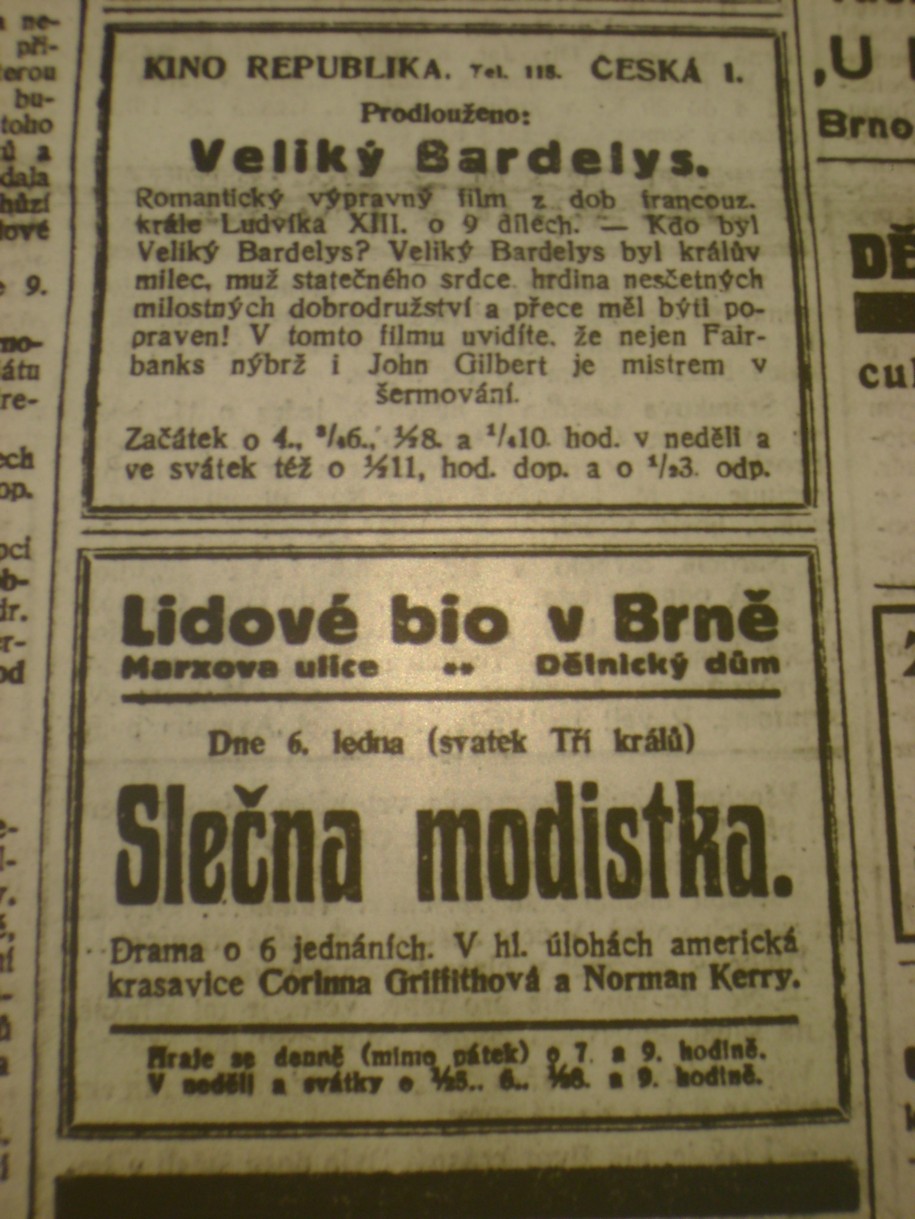 KINO REPUBLIKA. Tel. 118. ČESKÁ 1.
Prodlouženo:
Veliký Bardelys.
Romantický výpravný film z dob francouz.
krále Ludvíka XIII. o 9 dílech. — Kdo byl
Veliký Bardelys? Veliký Bardelys byl králův
milec, muž statečného srdce hrdina nesčetných
milostných dobrodružství a přece měl býti po-
praven! V tomto filmu uvidíte, že nejen Fair-
banks nýbrž i John Gilbert je mistrem v
šermování.
Začátek o 4., ³/₄6., ½8. a ¹/₄10. hod. v neděli a
ve svátek též o ½11, hod. dop. a o ¹/₂3. odp.
Lidové bio v Brně
Marxova ulice •• Dělnický dům
Dne 6. ledna (svatek Tří králů)
Slečna modistka.
Drama o 6 jednáních. V hl. úlohách americká
krasavice Corinna Griffithová a Norman Kerry.
Hraje se denně (mimo pátek) o 7. a 9. hodině.
V neděli a svátky o ½5.. 6.. ½8. a 9. hodině.
„U
Brno
DĚ
cul